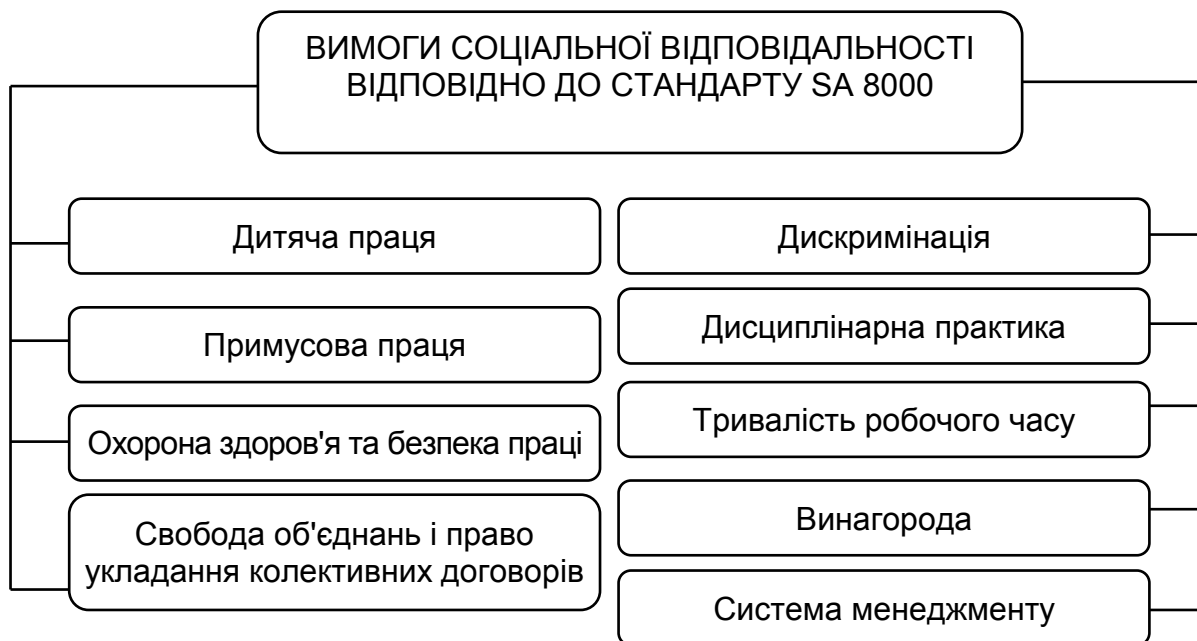 ВИМОГИ СОЦІАЛЬНОЇ ВІДПОВІДАЛЬНОСТІ
ВІДПОВІДНО ДО СТАНДАРТУ SA 8000
Дитяча праця
Примусова праця
Охорона здоров'я та безпека праці
Свобода об'єднань і право
укладання колективних договорів
Дискримінація
Дисциплінарна практика
Тривалість робочого часу
Винагорода
Система менеджменту